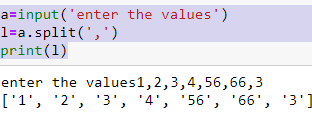 a=input('enter the values')
l=a.split(',')
print(l)
enter the values1,2,3,4,56,66,3
['1', '2', '3', '4', '56', '66', '3']